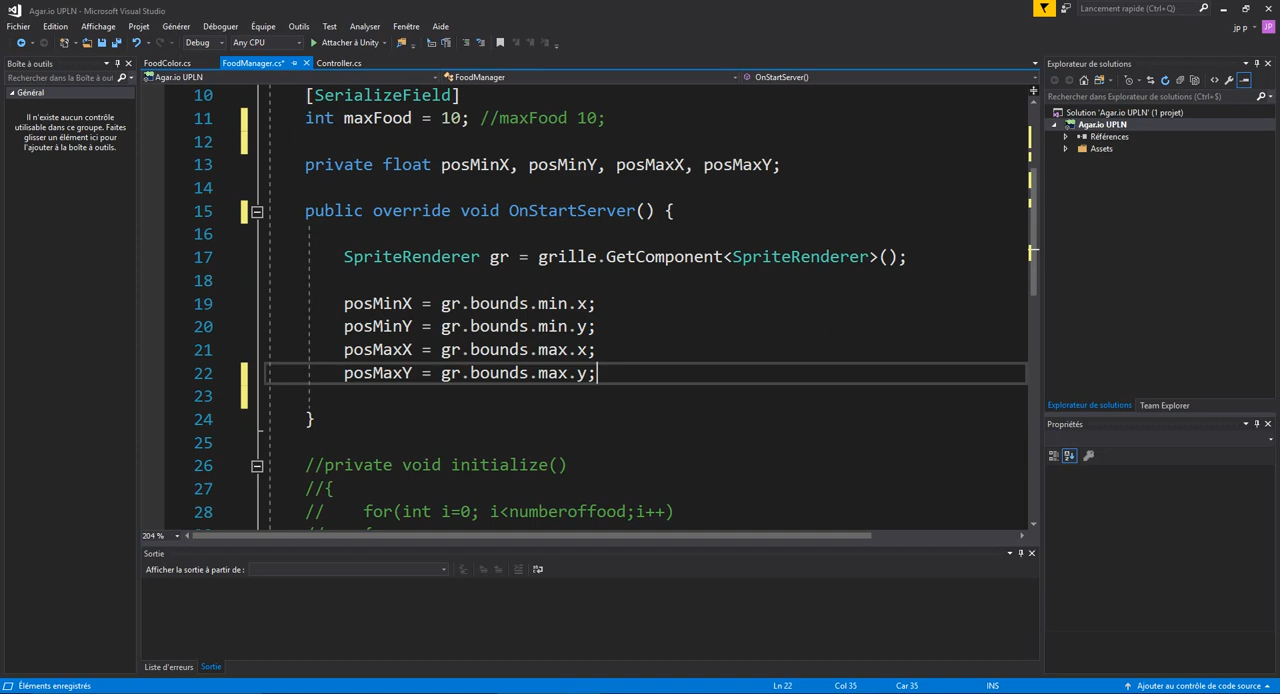 Agar.io UPLN - Microsoft Visual Studio
Lancement rapide (Ctrl+Q)
Fichier Edition Affichage Projet Générer Déboguer Équipe Outils Test Analyser Fenêtre Aide
jp p JP
Debug Any CPU Attacher à Unity
Boîte à outils
FoodColor.cs FoodManager.cs* Controller.cs
Explorateur de solutions
Rechercher dans la Boîte à outi
Agar.io UPLN FoodManager OnStartServer()
Général
Il n'existe aucun contrôle
utilisable dans ce groupe. Faites
glisser un élément ici pour
l'ajouter à la boîte à outils.
10 [SerializeField]
11 int maxFood = 10; //maxFood 10;
12
13 private float posMinX, posMinY, posMaxX, posMaxY;
14
15 public override void OnStartServer() {
16
17 SpriteRenderer gr = grille.GetComponent<SpriteRenderer>();
18
19 posMinX = gr.bounds.min.x;
20 posMinY = gr.bounds.min.y;
21 posMaxX = gr.bounds.max.x;
22 posMaxY = gr.bounds.max.y;
23
24 }
25
26 //private void initialize()
27 //{
28 // for(int i=0; i<numberoffood;i++)
204 %
Rechercher dans Explorateur de solutions (Ctrl+$)
Solution 'Agar.io UPLN' (1 projet)
Agar.io UPLN
Références
Assets
Explorateur de solutions Team Explorer
Propriétés
Sortie
Afficher la sortie à partir de :
Liste d'erreurs Sortie
Éléments enregistrés Ln 22 Col 35 Car 35 INS Ajouter au contrôle de code source